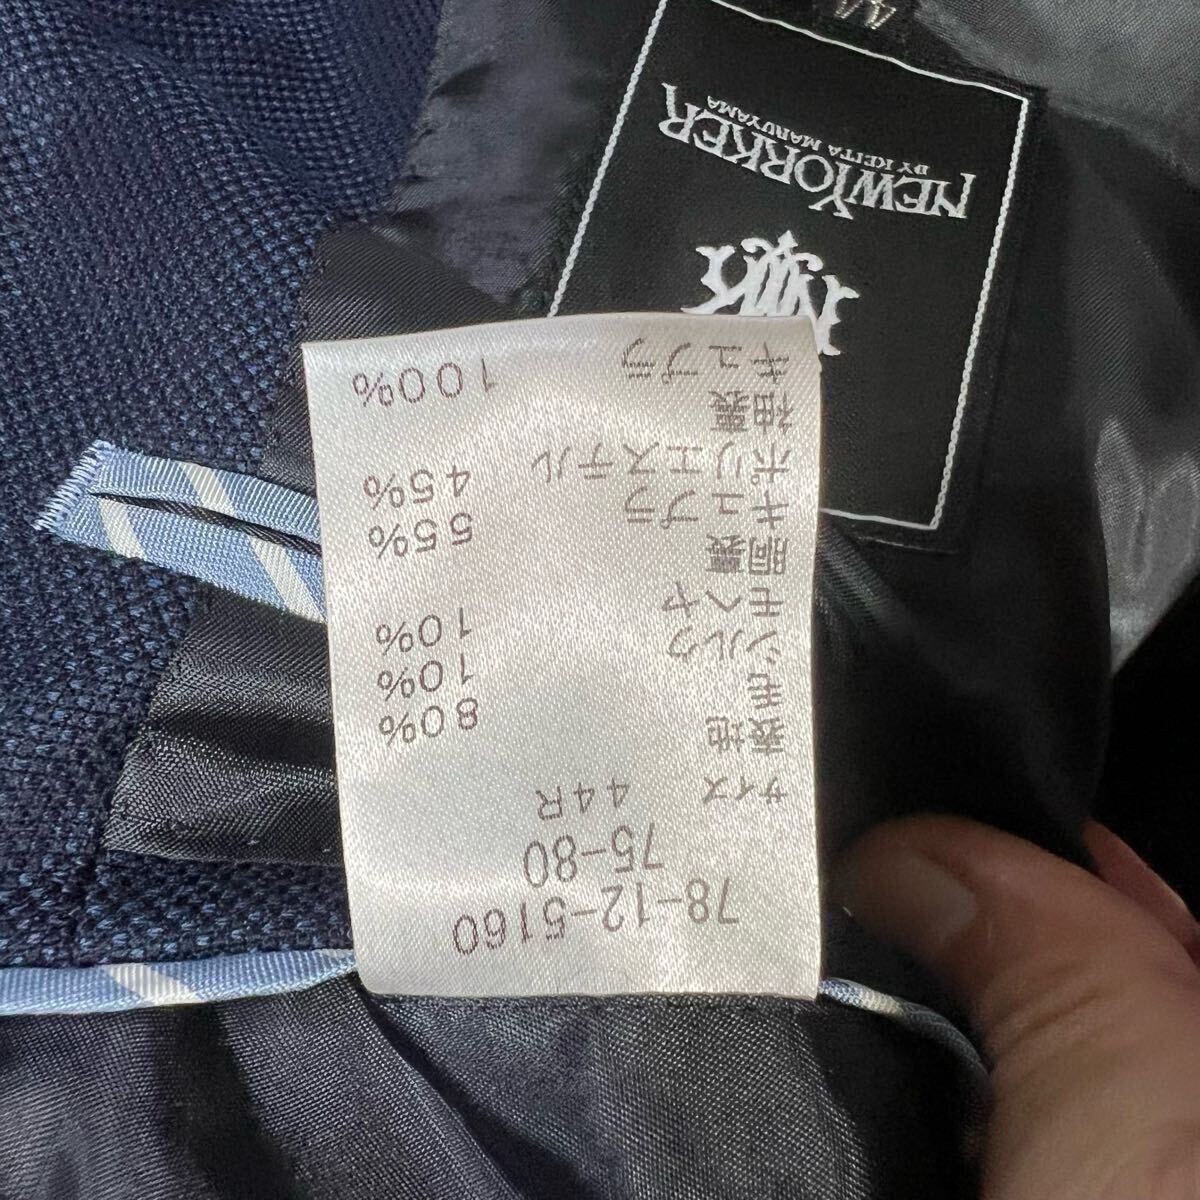 78-12-5160
75-80
サイズ 44R
表地
毛 80%
シルク 10%
モヘヤ 10%
胴裏
キュプラ 55%
ポリエステル 45%
袖裏
キュプラ 100%
NEWYORKER
BY KEITA MARUYAMA